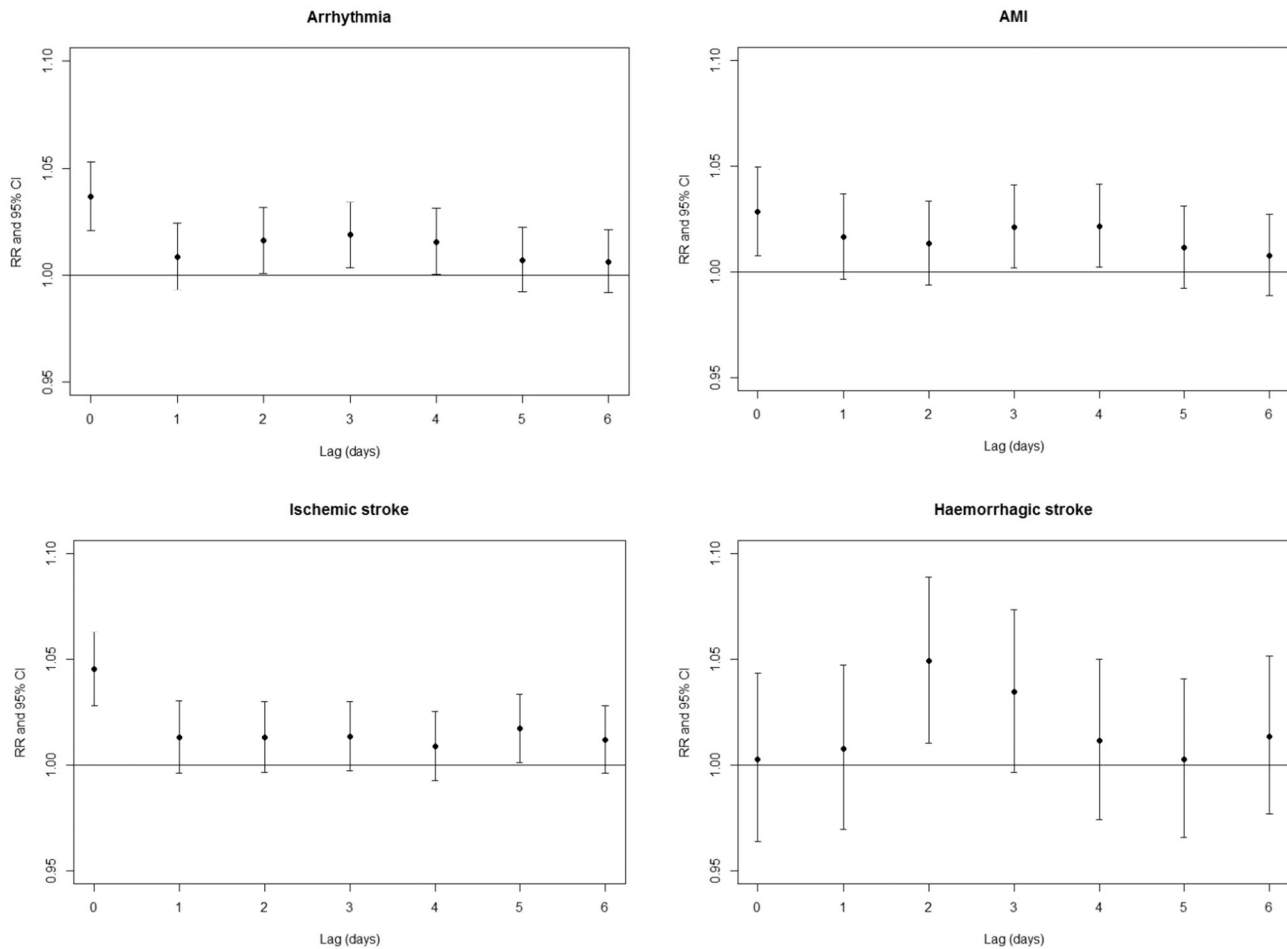 Arrhythmia
RR and 95% CI
1.10
1.05
1.00
0.95
0 1 2 3 4 5 6
Lag (days)
AMI
RR and 95% CI
1.10
1.05
1.00
0.95
0 1 2 3 4 5 6
Lag (days)
Ischemic stroke
RR and 95% CI
1.10
1.05
1.00
0.95
0 1 2 3 4 5 6
Lag (days)
Haemorrhagic stroke
RR and 95% CI
1.10
1.05
1.00
0.95
0 1 2 3 4 5 6
Lag (days)